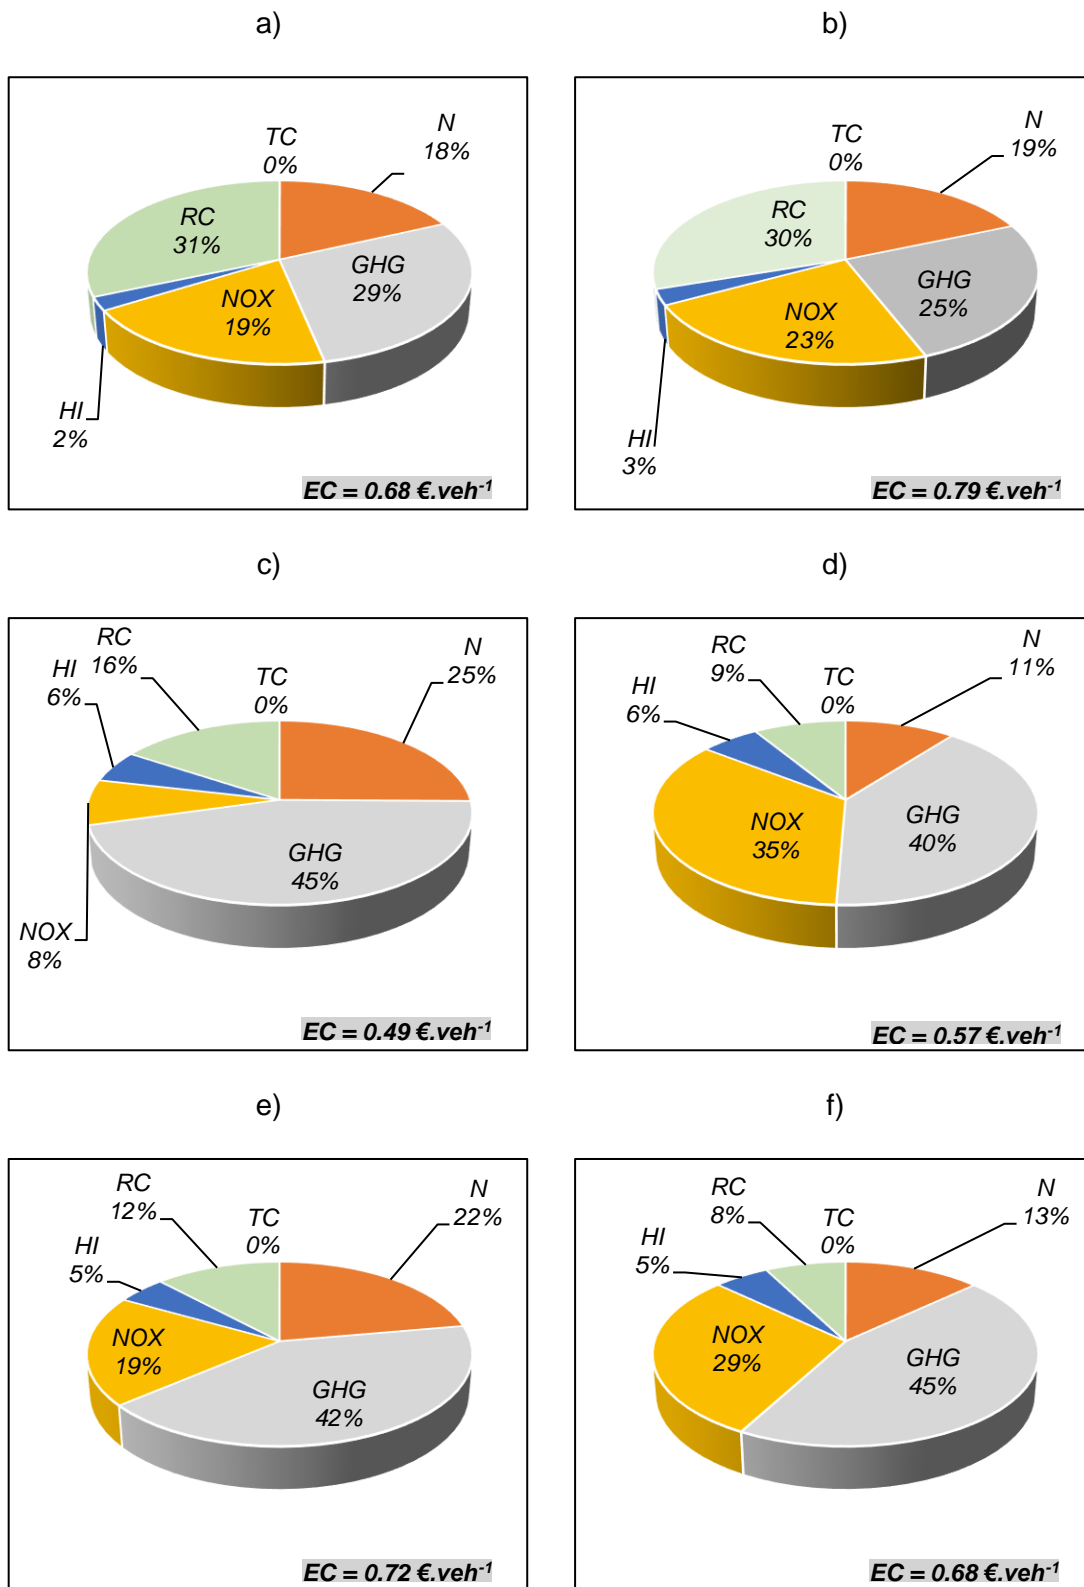 a)
TC
0%
N
18%
RC
31%
GHG
29%
NOX
19%
HI
2%
EC = 0.68 €.veh⁻¹
b)
TC
0%
N
19%
RC
30%
GHG
25%
NOX
23%
HI
3%
EC = 0.79 €.veh⁻¹
c)
RC
16%
HI
6%
TC
0%
N
25%
GHG
45%
NOX
8%
EC = 0.49 €.veh⁻¹
d)
RC
9%
HI
6%
TC
0%
N
11%
NOX
35%
GHG
40%
EC = 0.57 €.veh⁻¹
e)
RC
12%
HI
5%
TC
0%
N
22%
NOX
19%
GHG
42%
EC = 0.72 €.veh⁻¹
f)
RC
8%
HI
5%
TC
0%
N
13%
NOX
29%
GHG
45%
EC = 0.68 €.veh⁻¹